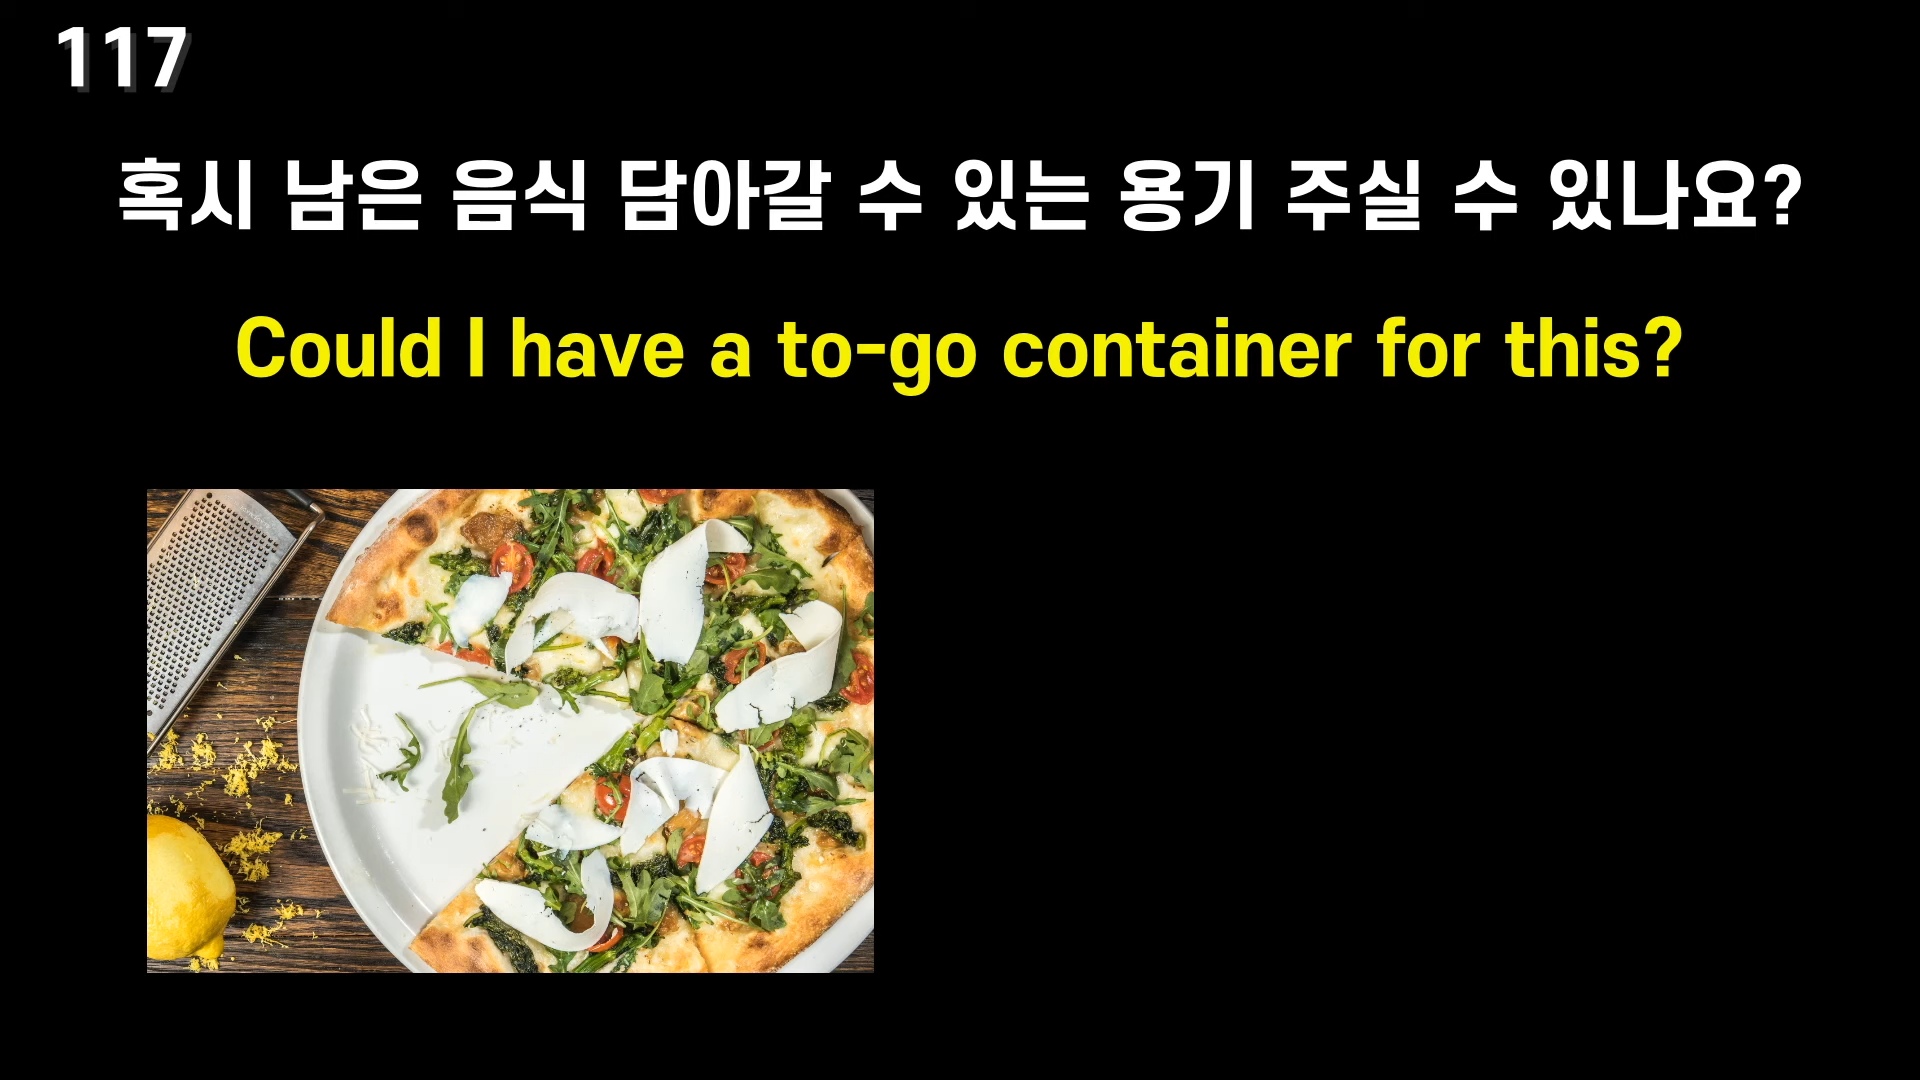 117
혹시 남은 음식 담아갈 수 있는 용기 주실 수 있나요?
Could I have a to-go container for this?